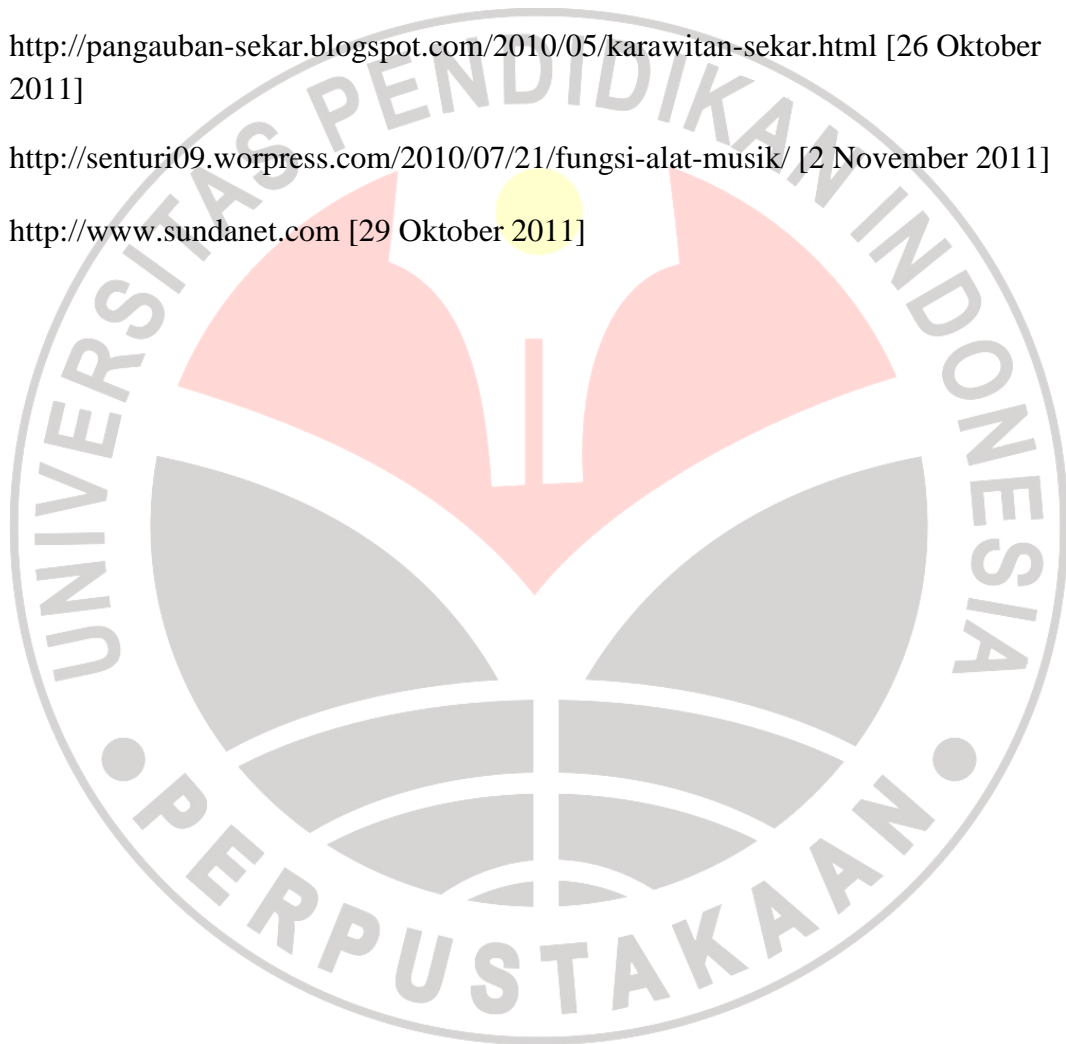 http://pangauban-sekar.blogspot.com/2010/05/karawitan-sekar.html [26 Oktober
2011]
http://senturi09.worpress.com/2010/07/21/fungsi-alat-musik/ [2 November 2011]
http://www.sundanet.com [29 Oktober 2011]
UNIVERSITAS PENDIDIKAN INDONESIA
PERPUSTAKAAN